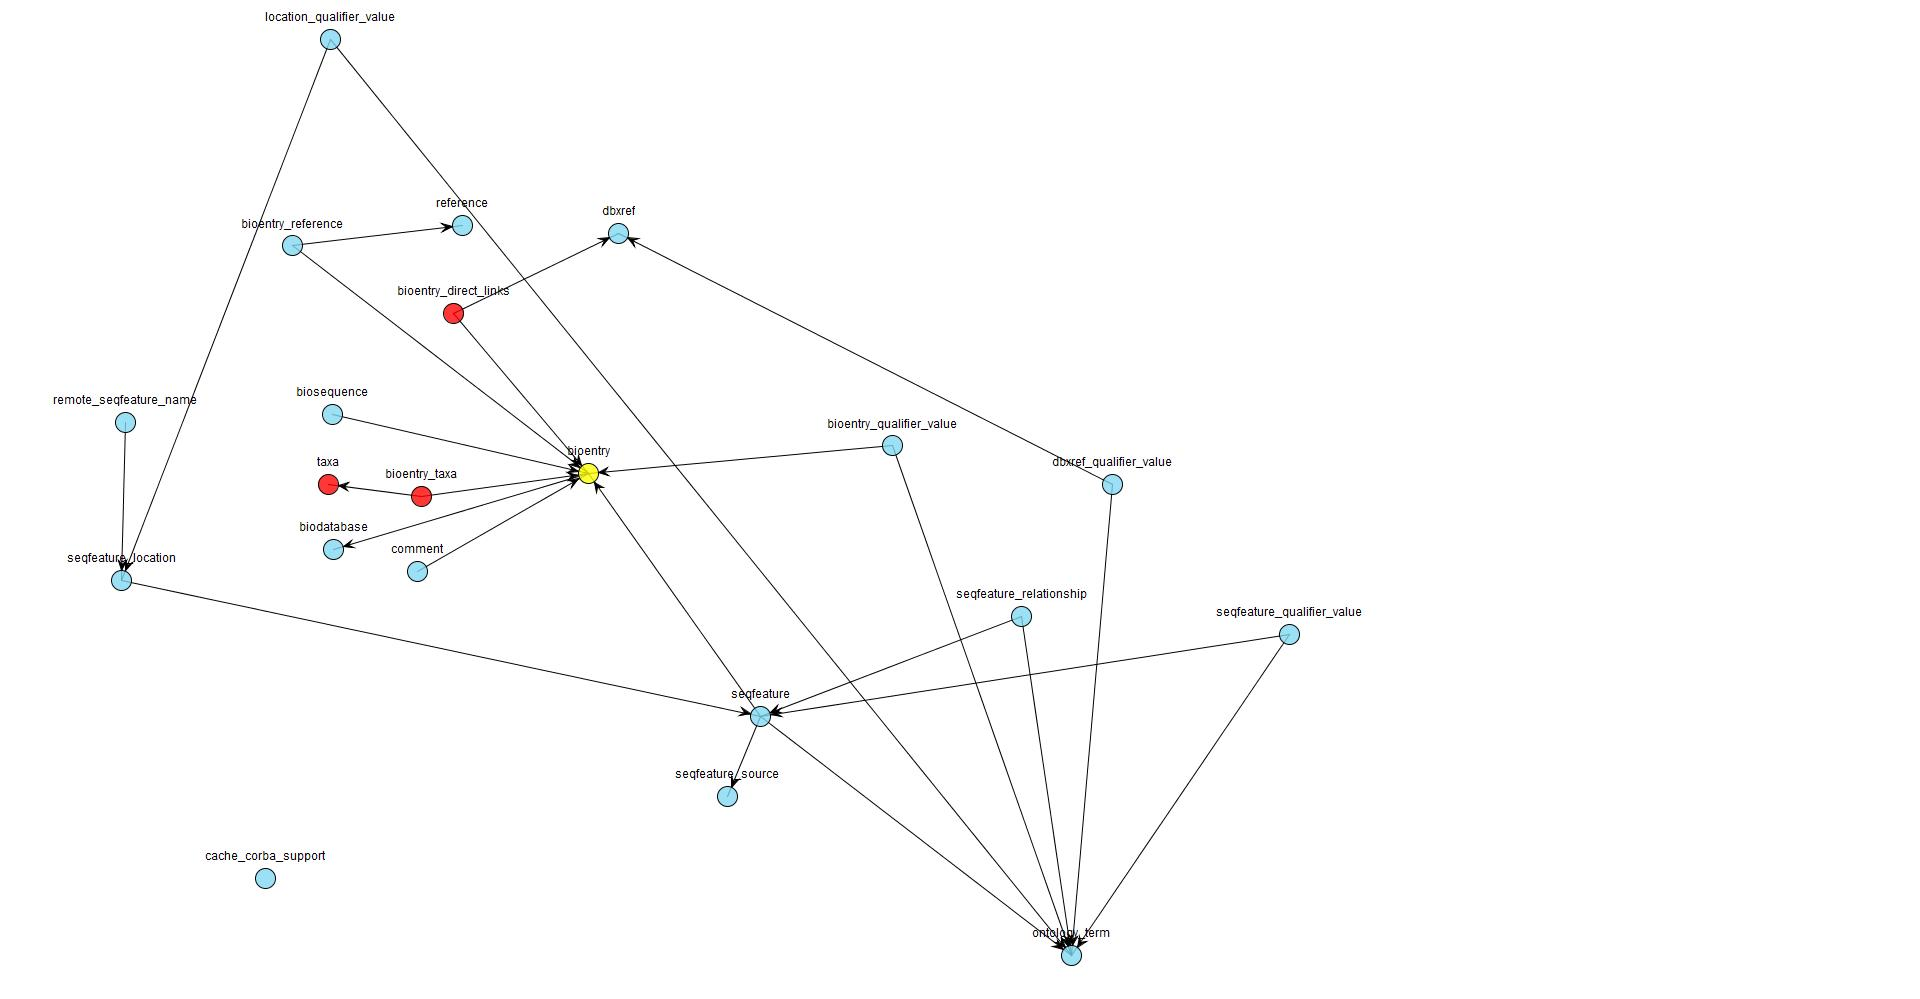 location_qualifier_value
reference
dbxref
bioentry_reference
bioentry_direct_links
biosequence
remote_seqfeature_name
bioentry_qualifier_value
bioentry
taxa
dbxref_qualifier_value
bioentry_taxa
biodatabase
comment
seqfeature_location
seqfeature_relationship
seqfeature_qualifier_value
seqfeature
seqfeature_source
cache_corba_support
ontology_term